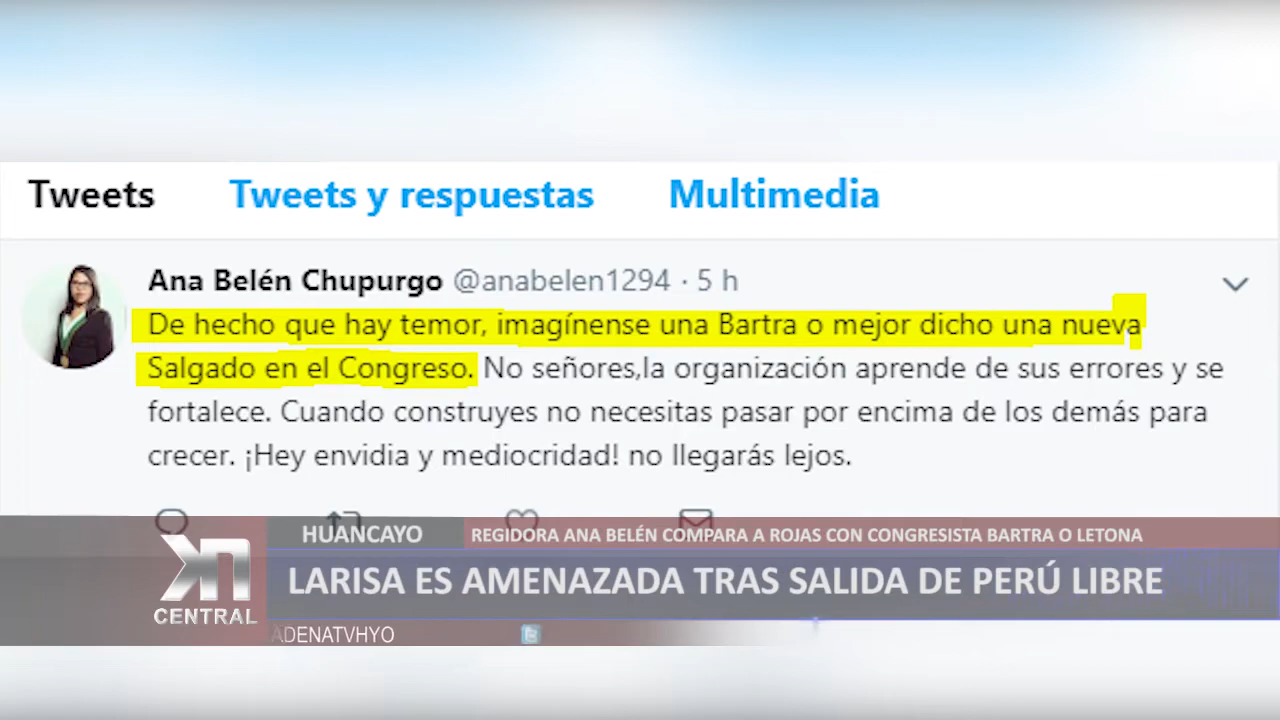 Tweets Tweets y respuestas Multimedia
Ana Belén Chupurgo @anabelen1294 · 5 h
De hecho que hay temor, imagínense una Bartra o mejor dicho una nueva
Salgado en el Congreso. No señores,la organización aprende de sus errores y se
fortalece. Cuando construyes no necesitas pasar por encima de los demás para
crecer. ¡Hey envidia y mediocridad! no llegarás lejos.
HUANCAYO REGIDORA ANA BELÉN COMPARA A ROJAS CON CONGRESISTA BARTRA O LETONA
LARISA ES AMENAZADA TRAS SALIDA DE PERÚ LIBRE
CENTRAL
ADENATVHYO